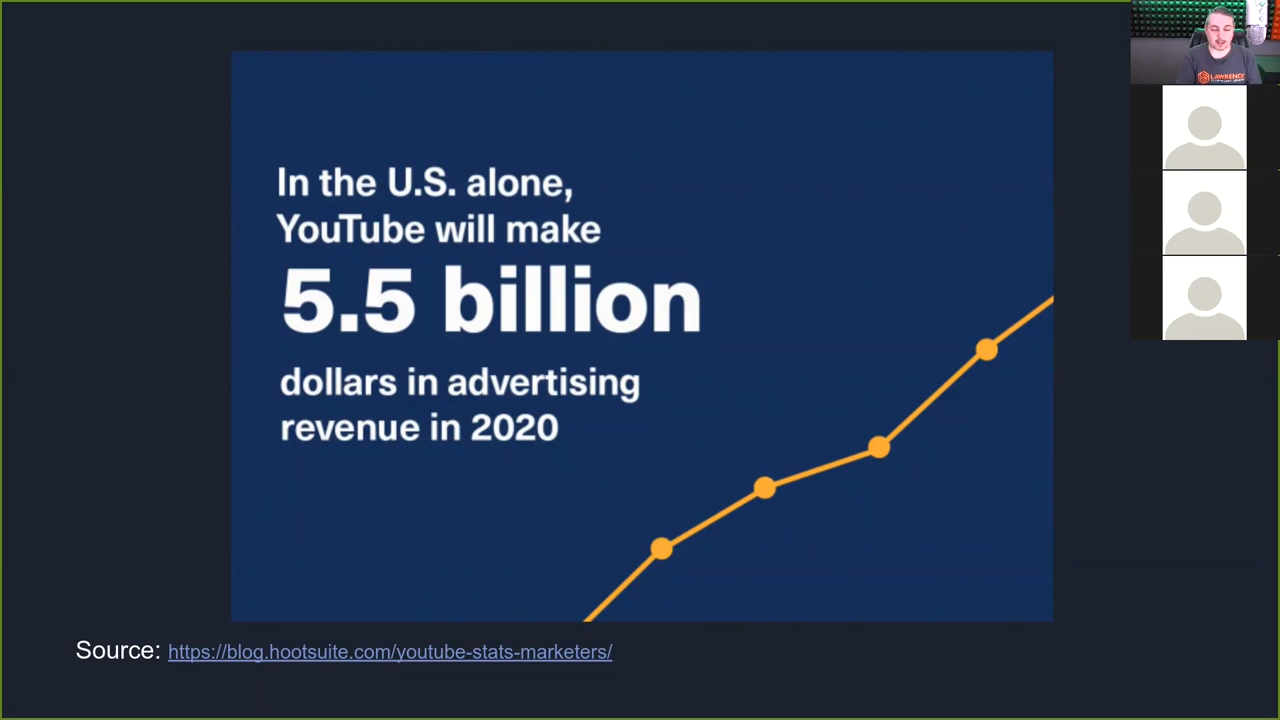 In the U.S. alone,
YouTube will make
5.5 billion
dollars in advertising
revenue in 2020
Source: https://blog.hootsuite.com/youtube-stats-marketers/
LAWRENCE